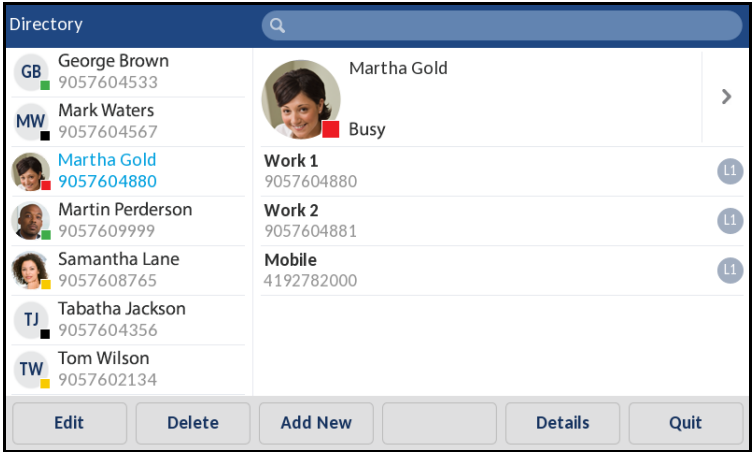 Directory
GB
George Brown
9057604533
MW
Mark Waters
9057604567
Martha Gold
9057604880
Martin Perderson
9057609999
Samantha Lane
9057608765
TJ
Tabatha Jackson
9057604356
TW
Tom Wilson
9057602134
Martha Gold
Busy
Work 1
9057604880
L1
Work 2
9057604881
L1
Mobile
4192782000
L1
Edit
Delete
Add New
Details
Quit